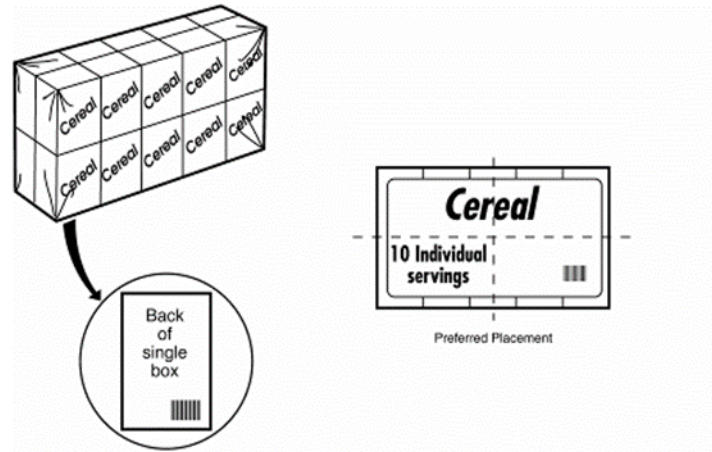 Cereal Cereal Cereal Cereal Cereal
Cereal Cereal Cereal Cereal Cereal
Back
of
single
box
Cereal
10 Individual
servings
Preferred Placement